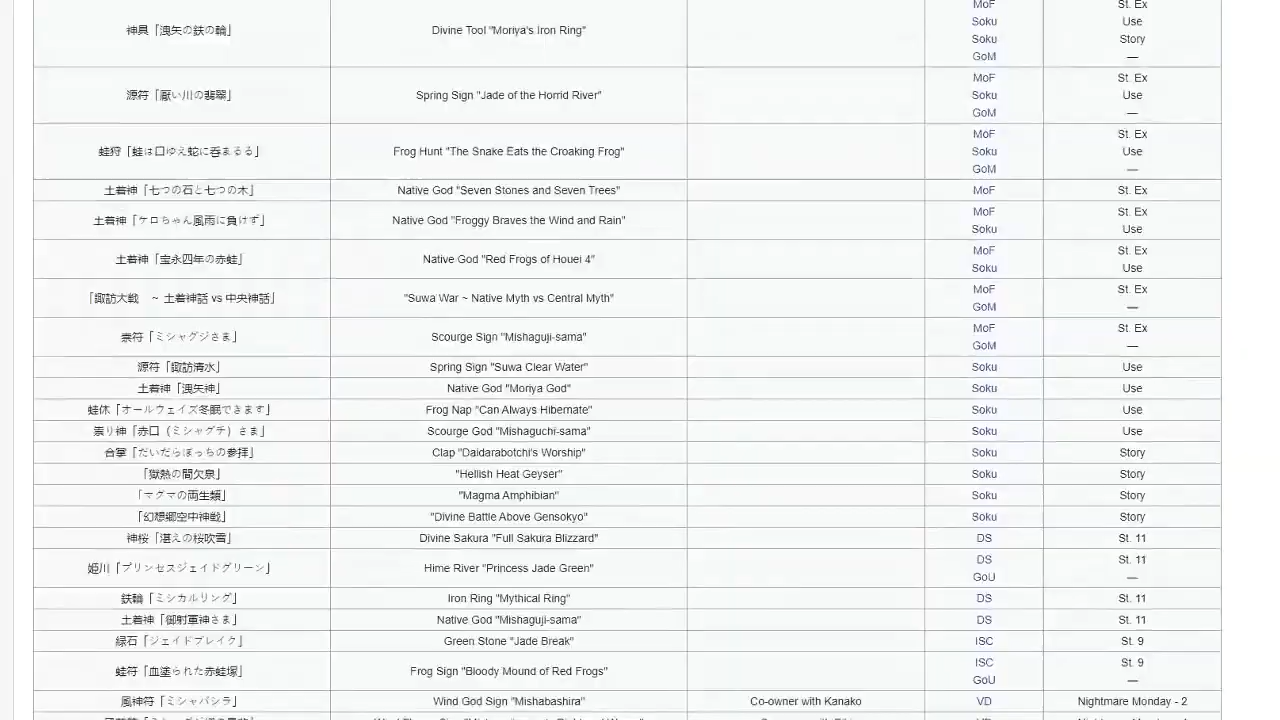 MoF
St. Ex
神具「洩矢の鉄の輪」
Divine Tool "Moriya's Iron Ring"
Soku
Use
Soku
Story
GoM
—
源符「厭い川の翡翠」
Spring Sign "Jade of the Horrid River"
MoF
St. Ex
Soku
Use
GoM
—
蛙狩「蛙は口ゆえ蛇に呑まるる」
Frog Hunt "The Snake Eats the Croaking Frog"
MoF
St. Ex
Soku
Use
GoM
—
土着神「七つの石と七つの木」
Native God "Seven Stones and Seven Trees"
MoF
St. Ex
土着神「ケロちゃん風雨に負けず」
Native God "Froggy Braves the Wind and Rain"
MoF
St. Ex
Soku
Use
土着神「宝永四年の赤蛙」
Native God "Red Frogs of Houei 4"
MoF
St. Ex
Soku
Use
「諏訪大戦　~ 土着神話 vs 中央神話」
"Suwa War ~ Native Myth vs Central Myth"
MoF
St. Ex
GoM
—
祟符「ミシャグジさま」
Scourge Sign "Mishaguji-sama"
MoF
St. Ex
GoM
—
源符「諏訪清水」
Spring Sign "Suwa Clear Water"
Soku
Use
土着神「洩矢神」
Native God "Moriya God"
Soku
Use
蛙休「オールウェイズ冬眠できます」
Frog Nap "Can Always Hibernate"
Soku
Use
祟り神「赤口（ミシャグチ）さま」
Scourge God "Mishaguchi-sama"
Soku
Use
合掌「だいだらぼっちの参拝」
Clap "Daidarabotchi's Worship"
Soku
Story
「獄熱の間欠泉」
"Hellish Heat Geyser"
Soku
Story
「マグマの両生類」
"Magma Amphibian"
Soku
Story
「幻想郷空中神戦」
"Divine Battle Above Gensokyo"
Soku
Story
神桜「湛えの桜吹雪」
Divine Sakura "Full Sakura Blizzard"
DS
St. 11
姫川「プリンセスジェイドグリーン」
Hime River "Princess Jade Green"
DS
St. 11
GoU
—
鉄輪「ミシカルリング」
Iron Ring "Mythical Ring"
DS
St. 11
土着神「御射軍神さま」
Native God "Mishaguji-sama"
DS
St. 11
緑石「ジェイドブレイク」
Green Stone "Jade Break"
ISC
St. 9
蛙符「血塗られた赤蛙塚」
Frog Sign "Bloody Mound of Red Frogs"
ISC
St. 9
GoU
—
風神符「ミシャバシラ」
Wind God Sign "Mishabashira"
Co-owner with Kanako
VD
Nightmare Monday - 2